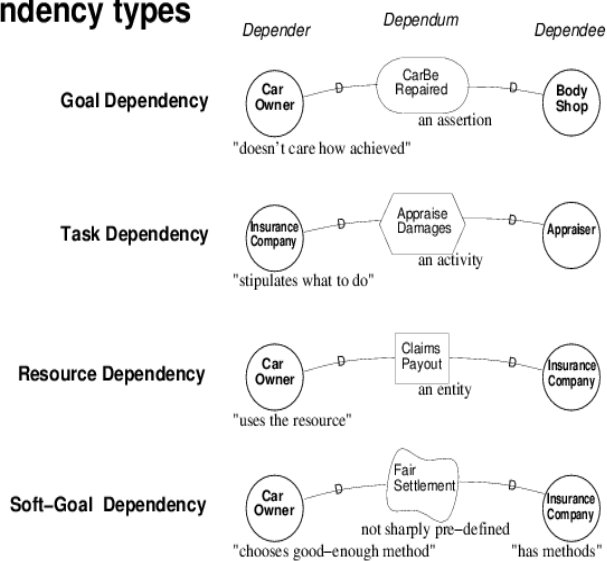 ndency types
Depender
Dependum
Dependee
Goal Dependency
Car
Owner
D
CarBe
Repaired
D
Body
Shop
an assertion
"doesn't care how achieved"
Task Dependency
Insurance
Company
D
Appraise
Damages
D
Appraiser
an activity
"stipulates what to do"
Resource Dependency
Car
Owner
D
Claims
Payout
D
Insurance
Company
an entity
"uses the resource"
Soft-Goal Dependency
Car
Owner
D
Fair
Settlement
D
Insurance
Company
not sharply pre-defined
"chooses good-enough method"
"has methods"